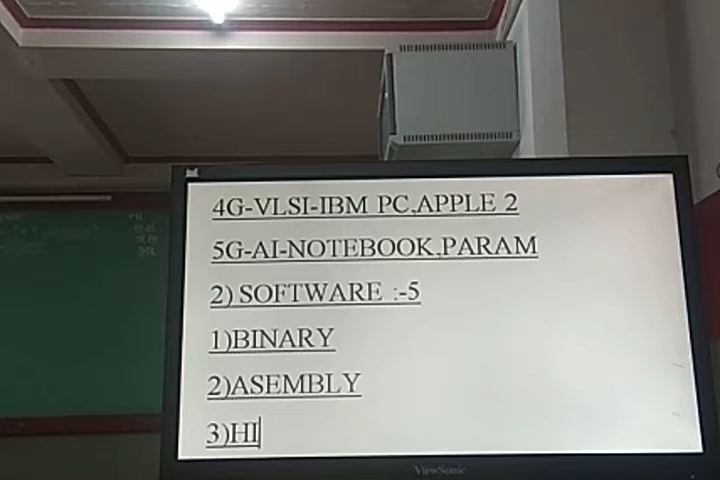 4G-VLSI-IBM PC,APPLE 2
5G-AI-NOTEBOOK,PARAM
2) SOFTWARE :-5
1)BINARY
2)ASEMBLY
3)HI
ViewSonic